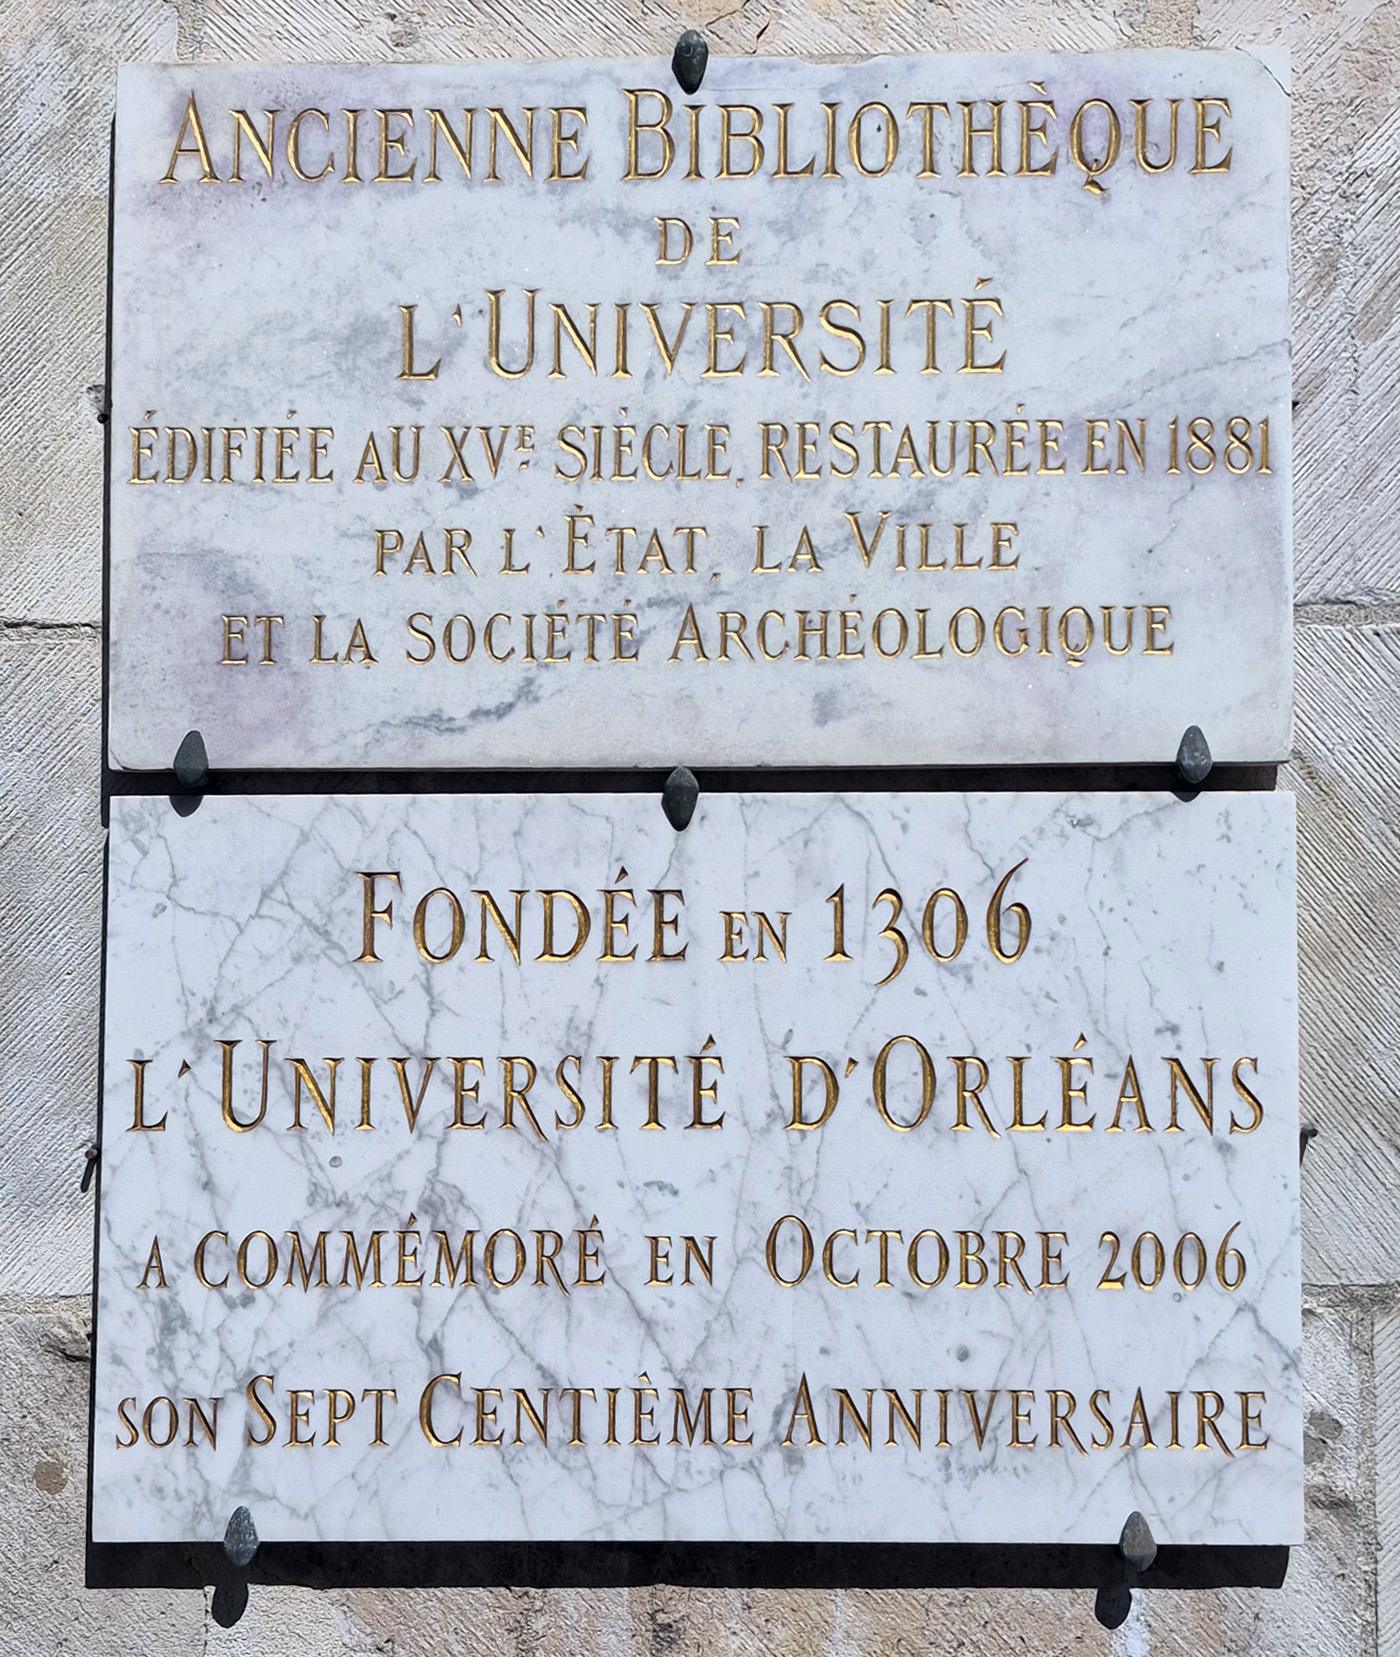 ANCIENNE BIBLIOTHÈQUE
DE
L'UNIVERSITÉ
ÉDIFIÉE AU XVE SIÈCLE, RESTAURÉE EN 1881
PAR L'ÈTAT, LA VILLE
ET LA SOCIÉTÉ ARCHÉOLOGIQUE
FONDÉE EN 1306
L'UNIVERSITÉ D'ORLÉANS
A COMMÉMORÉ EN OCTOBRE 2006
SON SEPT CENTIÈME ANNIVERSAIRE